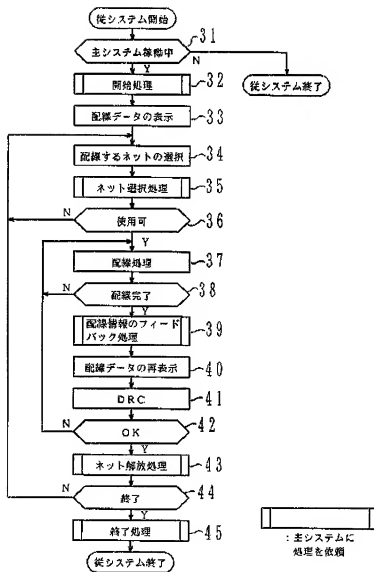 従システム開始
31
主システム稼動中
N
Y
従システム終了
開始処理
32
配線データの表示
33
配線するネットの選択
34
ネット選択処理
35
N
使用可
36
Y
配線処理
37
N
配線完了
38
Y
配線情報のフィード
バック処理
39
配線データの再表示
40
DRC
41
N
OK
42
Y
ネット解放処理
43
N
終了
44
Y
終了処理
45
従システム終了
:主システムに
処理を依頼